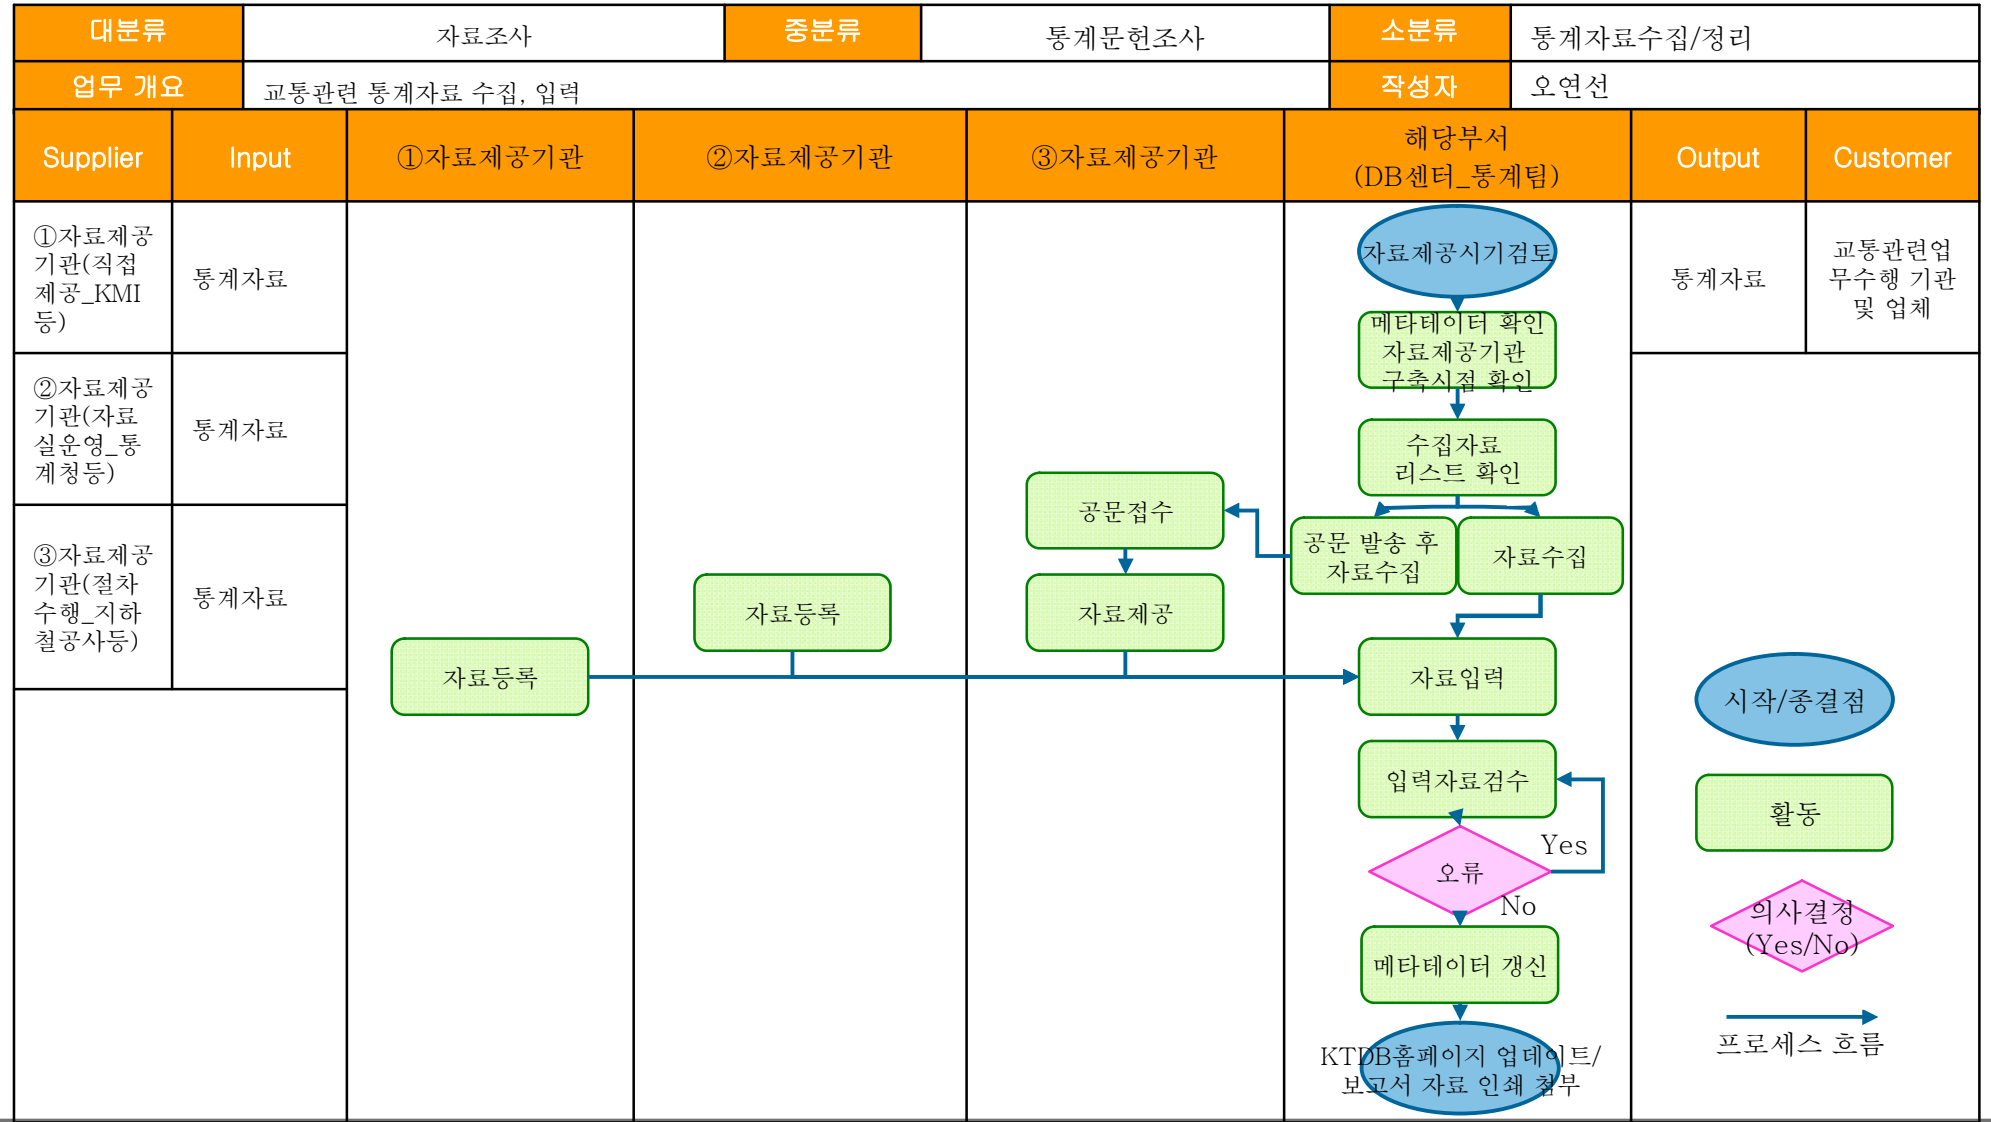 대분류
자료조사
중분류
통계문헌조사
소분류
통계자료수집/정리
업무 개요
교통관련 통계자료 수집, 입력
작성자
오연선
Supplier
Input
①자료제공기관
②자료제공기관
③자료제공기관
해당부서
(DB센터_통계팀)
Output
Customer
①자료제공
기관(직접
제공_KMI
등)
통계자료
②자료제공
기관(자료
실운영_통
계청등)
통계자료
③자료제공
기관(절차
수행_지하
철공사등)
통계자료
자료등록
자료등록
공문접수
자료제공
자료제공시기검토
메타테이터 확인
자료제공기관
구축시점 확인
수집자료
리스트 확인
공문 발송 후
자료수집
자료수집
자료입력
입력자료검수
오류
Yes
No
메타테이터 갱신
KTDB홈페이지 업데이트/
보고서 자료 인쇄 첨부
통계자료
교통관련업
무수행 기관
및 업체
시작/종결점
활동
의사결정
(Yes/No)
프로세스 흐름